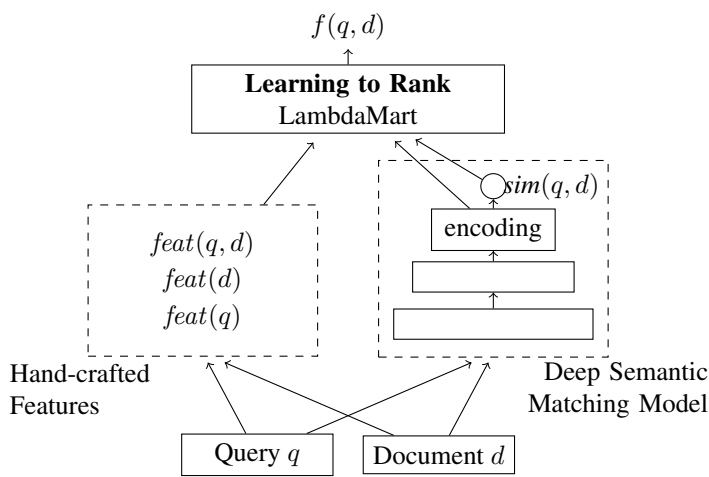 f(q, d)
Learning to Rank
LambdaMart
sim(q, d)
encoding
feat(q, d)
feat(d)
feat(q)
Hand-crafted
Features
Deep Semantic
Matching Model
Query q
Document d